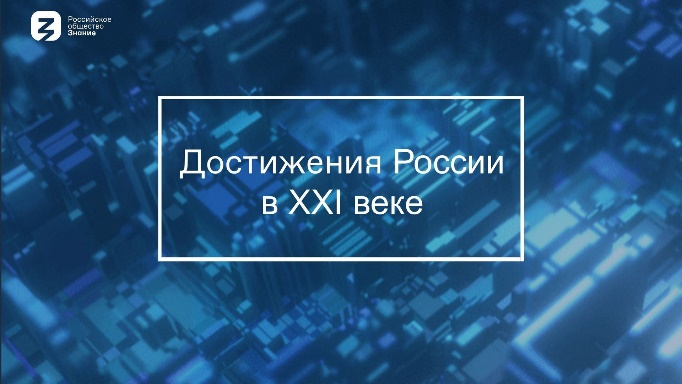 Российское
общество
Знание
Достижения России
в XXI веке